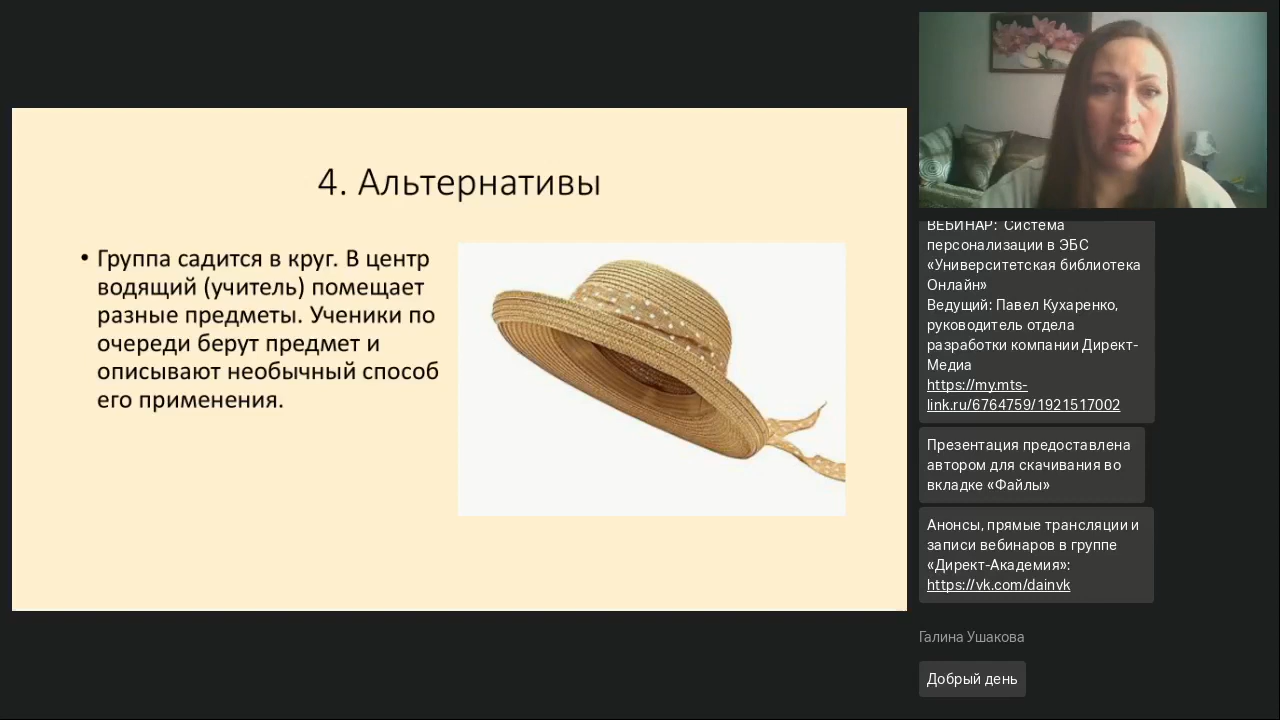 4. Альтернативы
• Группа садится в круг. В центр
водящий (учитель) помещает
разные предметы. Ученики по
очереди берут предмет и
описывают необычный способ
его применения.
ВЕБИНАР: Система
персонализации в ЭБС
«Университетская библиотека
Онлайн»
Ведущий: Павел Кухаренко,
руководитель отдела
разработки компании Директ-
Медиа
https://my.mts-
link.ru/6764759/1921517002
Презентация предоставлена
автором для скачивания во
вкладке «Файлы»
Анонсы, прямые трансляции и
записи вебинаров в группе
«Директ-Академия»:
https://vk.com/dainvk
Галина Ушакова
Добрый день